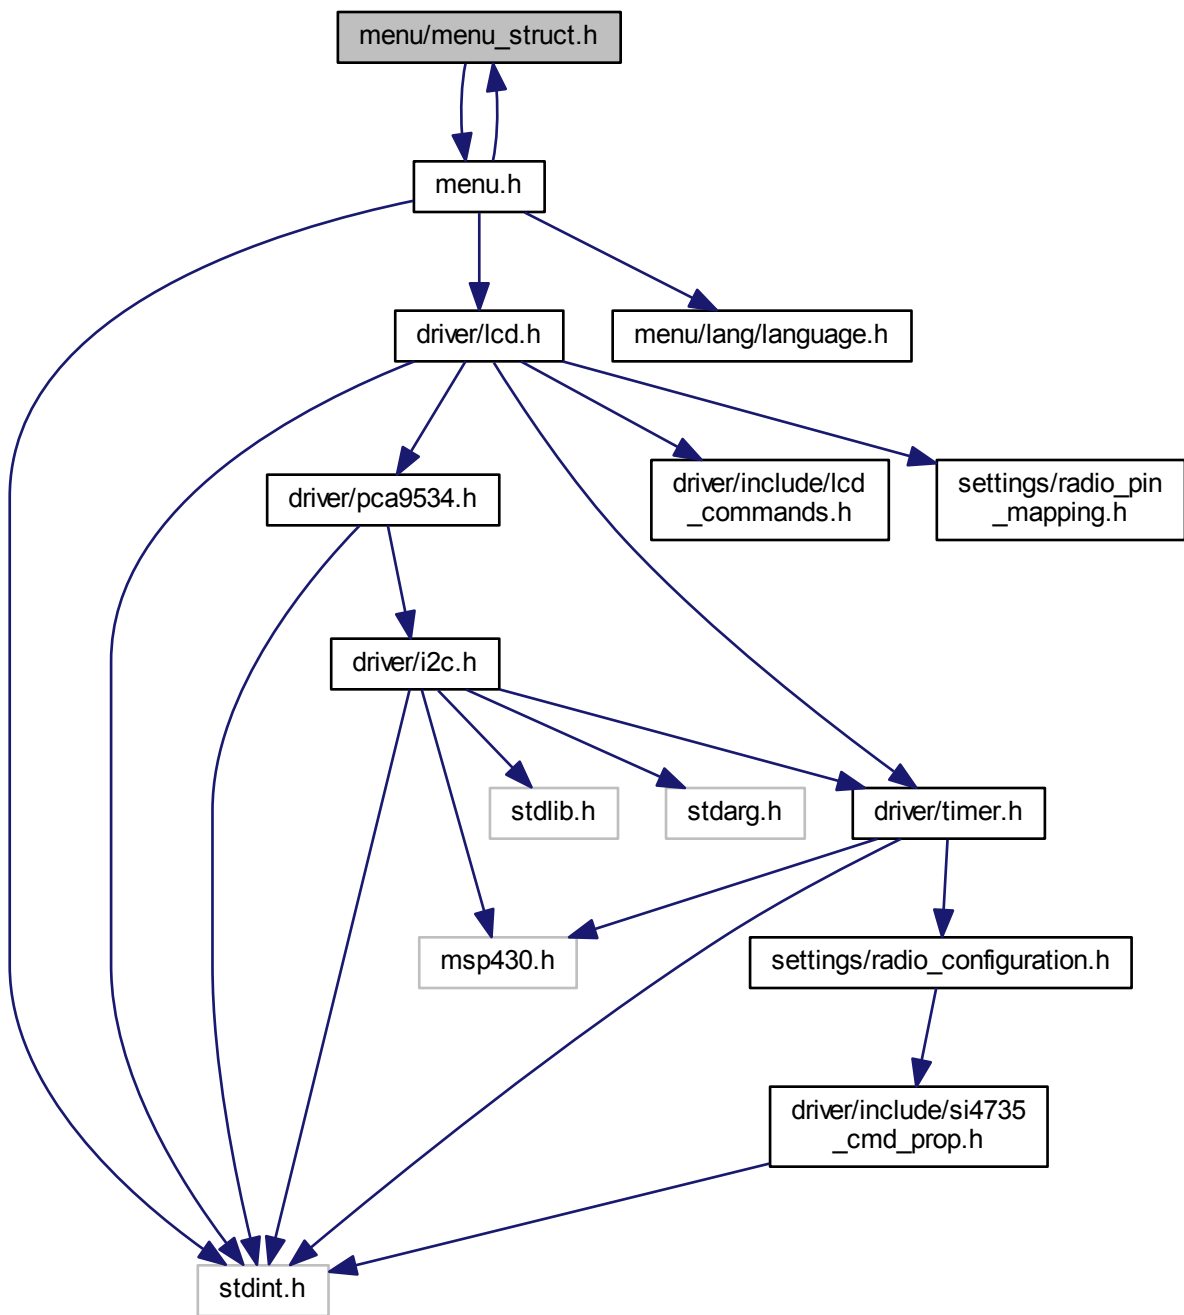 menu/menu_struct.h
menu.h
driver/lcd.h
menu/lang/language.h
driver/pca9534.h
driver/include/lcd
_commands.h
settings/radio_pin
_mapping.h
driver/i2c.h
stdlib.h
stdarg.h
driver/timer.h
msp430.h
settings/radio_configuration.h
driver/include/si4735
_cmd_prop.h
stdint.h